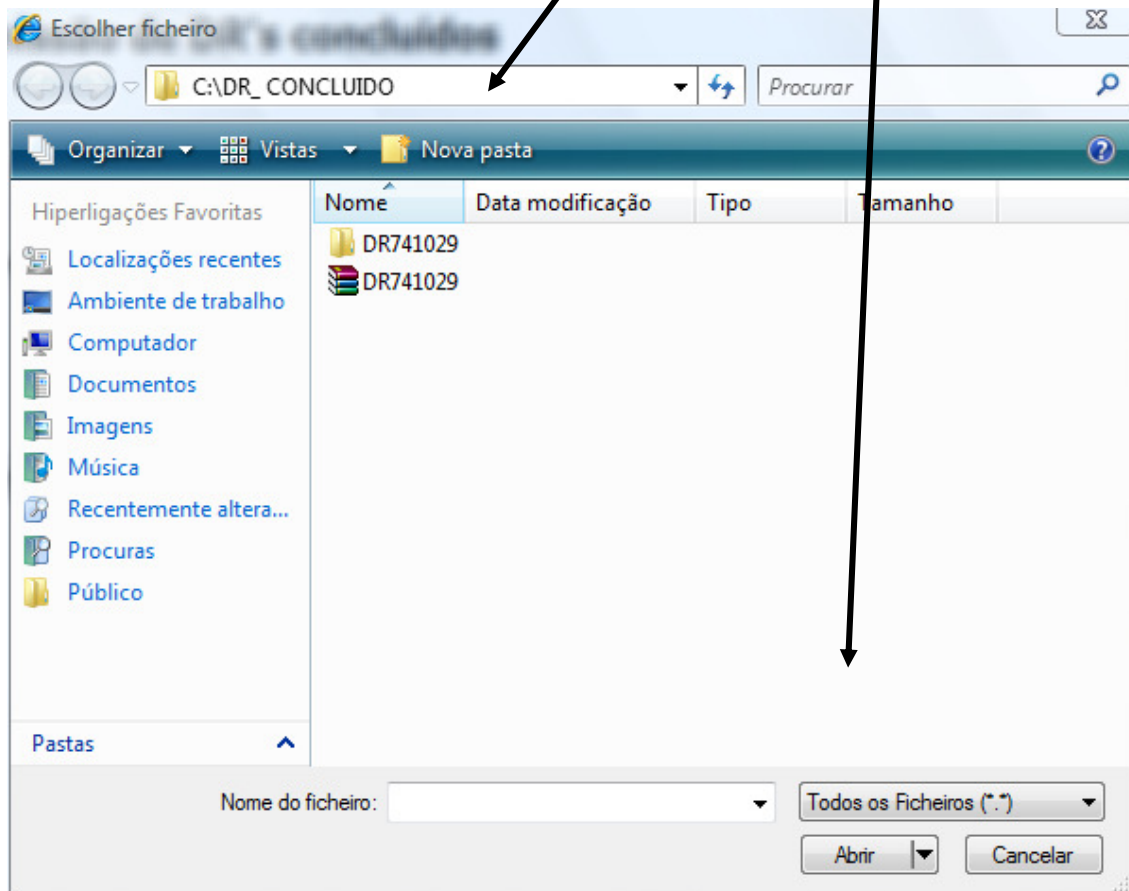 Escolher ficheiro
C:\DR_ CONCLUIDO
Procurar
Organizar
Vistas
Nova pasta
Hiperligações Favoritas
Localizações recentes
Ambiente de trabalho
Computador
Documentos
Imagens
Música
Recentemente altera...
Procuras
Público
Pastas
Nome
Data modificação
Tipo
Tamanho
DR741029
DR741029
Nome do ficheiro:
Todos os Ficheiros (*.*)
Abrir
Cancelar